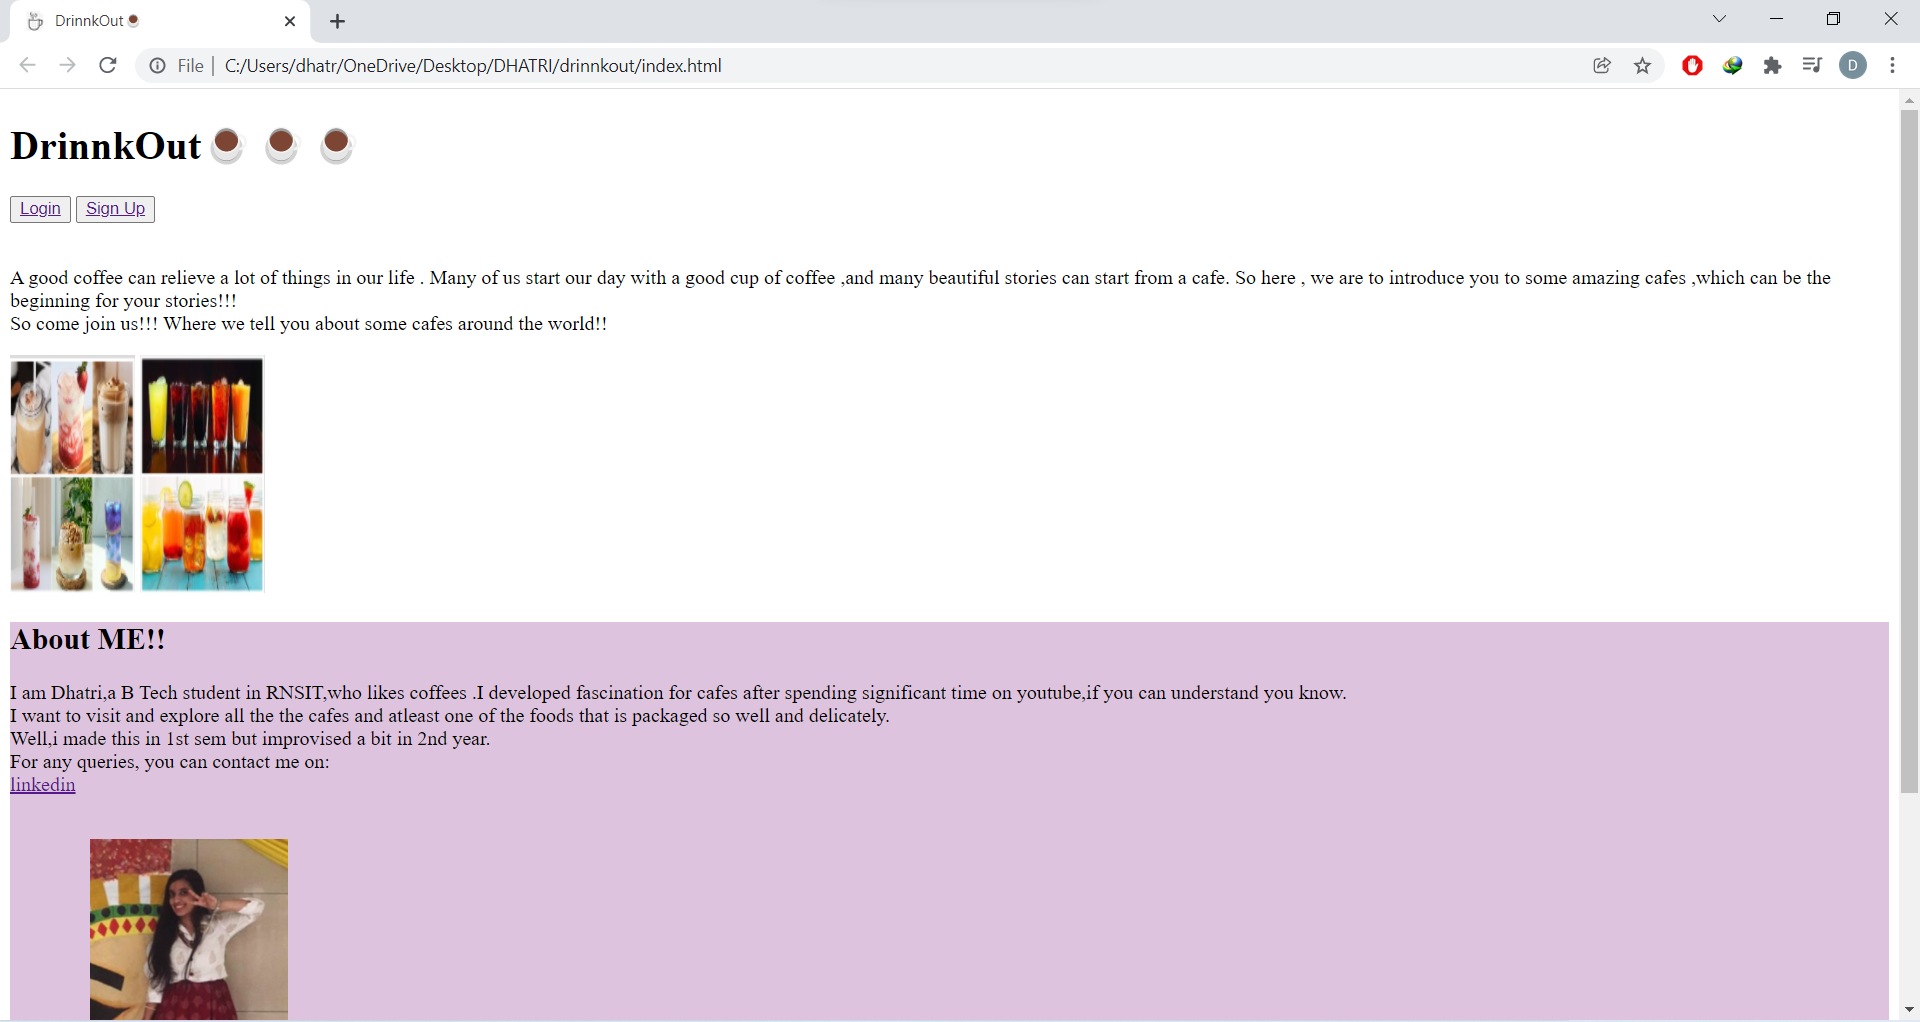 DrinnkOut
File
C:/Users/dhatr/OneDrive/Desktop/DHATRI/drinnkout/index.html
D
DrinnkOut
Login Sign Up
A good coffee can relieve a lot of things in our life . Many of us start our day with a good cup of coffee ,and many beautiful stories can start from a cafe. So here , we are to introduce you to some amazing cafes ,which can be the
beginning for your stories!!!
So come join us!!! Where we tell you about some cafes around the world!!
About ME!!
I am Dhatri,a B Tech student in RNSIT,who likes coffees .I developed fascination for cafes after spending significant time on youtube,if you can understand you know.
I want to visit and explore all the the cafes and atleast one of the foods that is packaged so well and delicately.
Well,i made this in 1st sem but improvised a bit in 2nd year.
For any queries, you can contact me on:
linkedin